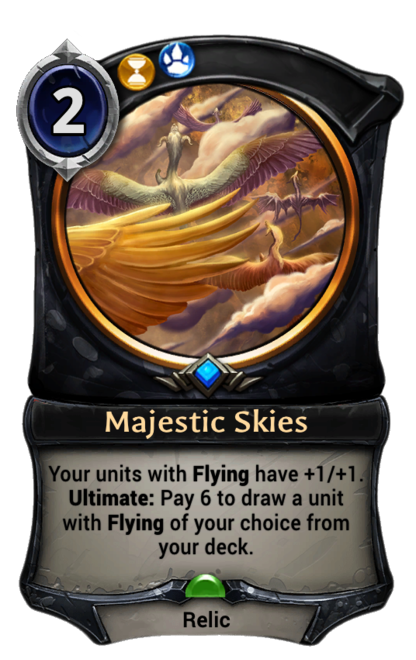 2
Majestic Skies
Your units with Flying have +1/+1.
Ultimate: Pay 6 to draw a unit
with Flying of your choice from
your deck.
Relic